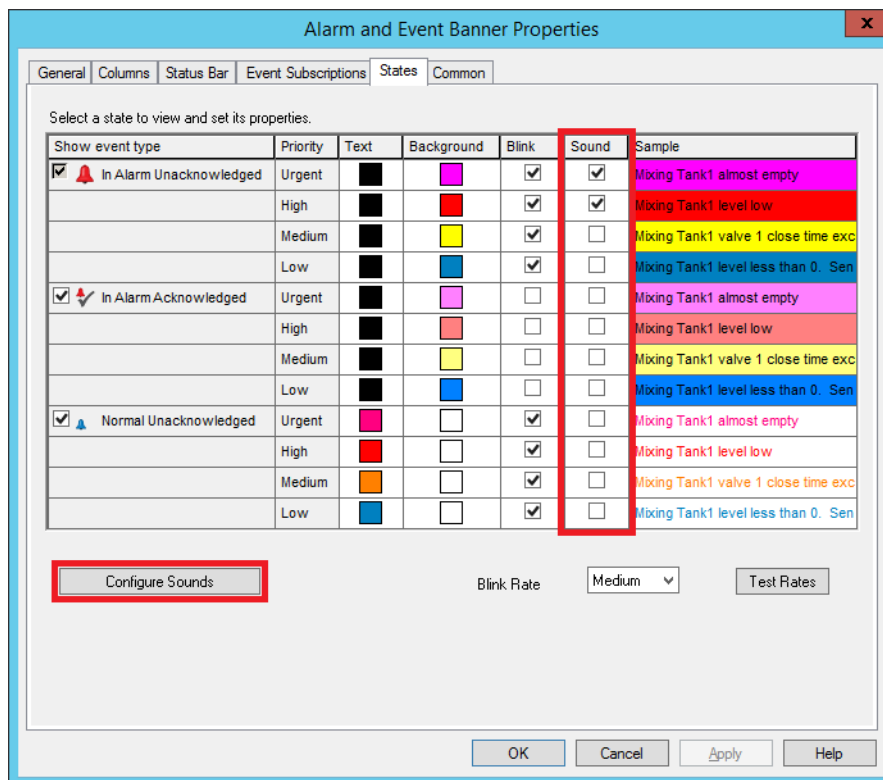 Alarm and Event Banner Properties
x
General Columns Status Bar Event Subscriptions States Common
Select a state to view and set its properties.
Show event type Priority Text Background Blink Sound Sample
In Alarm Unacknowledged Urgent Mixing Tank1 almost empty
High Mixing Tank1 level low
Medium Mixing Tank1 valve 1 close time exc
Low Mixing Tank1 level less than 0. Sen
In Alarm Acknowledged Urgent Mixing Tank1 almost empty
High Mixing Tank1 level low
Medium Mixing Tank1 valve 1 close time exc
Low Mixing Tank1 level less than 0. Sen
Normal Unacknowledged Urgent Mixing Tank1 almost empty
High Mixing Tank1 level low
Medium Mixing Tank1 valve 1 close time exc
Low Mixing Tank1 level less than 0. Sen
Configure Sounds Blink Rate Medium Test Rates
OK Cancel Apply Help